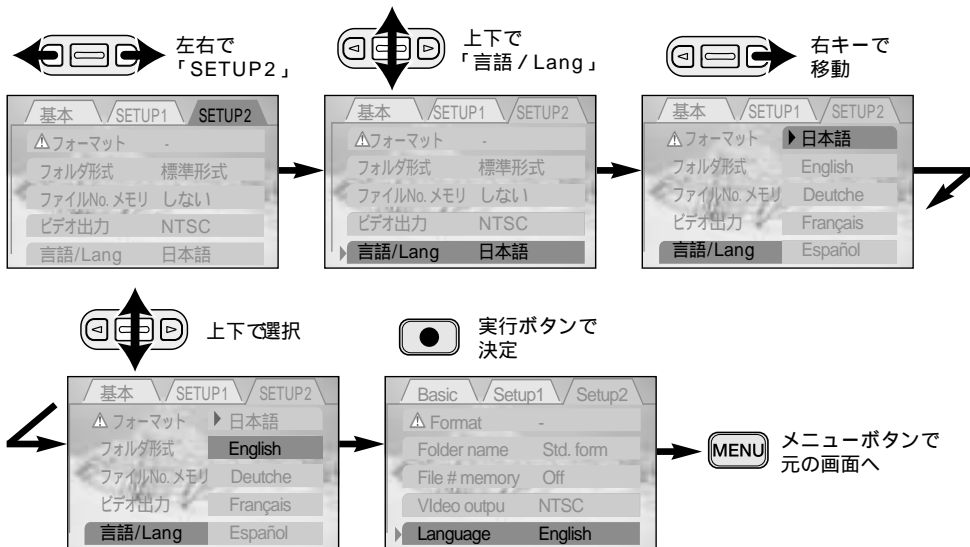 左右で
「SETUP2」
上下で
「言語/Lang」
右キーで
移動
基本 SETUP1 SETUP2
フォーマット -
フォルダ形式 標準形式
ファイルNo.メモリ しない
ビデオ出力 NTSC
言語/Lang 日本語
基本 SETUP1 SETUP2
フォーマット -
フォルダ形式 標準形式
ファイルNo.メモリ しない
ビデオ出力 NTSC
言語/Lang 日本語
基本 SETUP1 SETUP2
フォーマット 日本語
フォルダ形式 English
ファイルNo.メモリ Deutche
ビデオ出力 Français
言語/Lang Español
上下で選択
実行ボタンで
決定
基本 SETUP1 SETUP2
フォーマット 日本語
フォルダ形式 English
ファイルNo.メモリ Deutche
ビデオ出力 Français
言語/Lang Español
Basic Setup1 Setup2
Format -
Folder name Std. form
File # memory Off
VIdeo outpu NTSC
Language English
MENU
メニューボタンで
元の画面へ